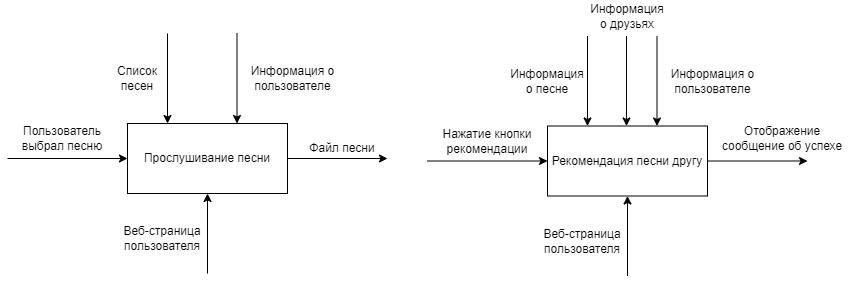 Список
песен
Информация о
пользователе
Пользователь
выбрал песню
Прослушивание песни
Файл песни
Веб-страница
пользователя
Информация
о друзьях
Информация
о песне
Информация о
пользователе
Нажатие кнопки
рекомендации
Рекомендация песни другу
Отображение
сообщение об успехе
Веб-страница
пользователя